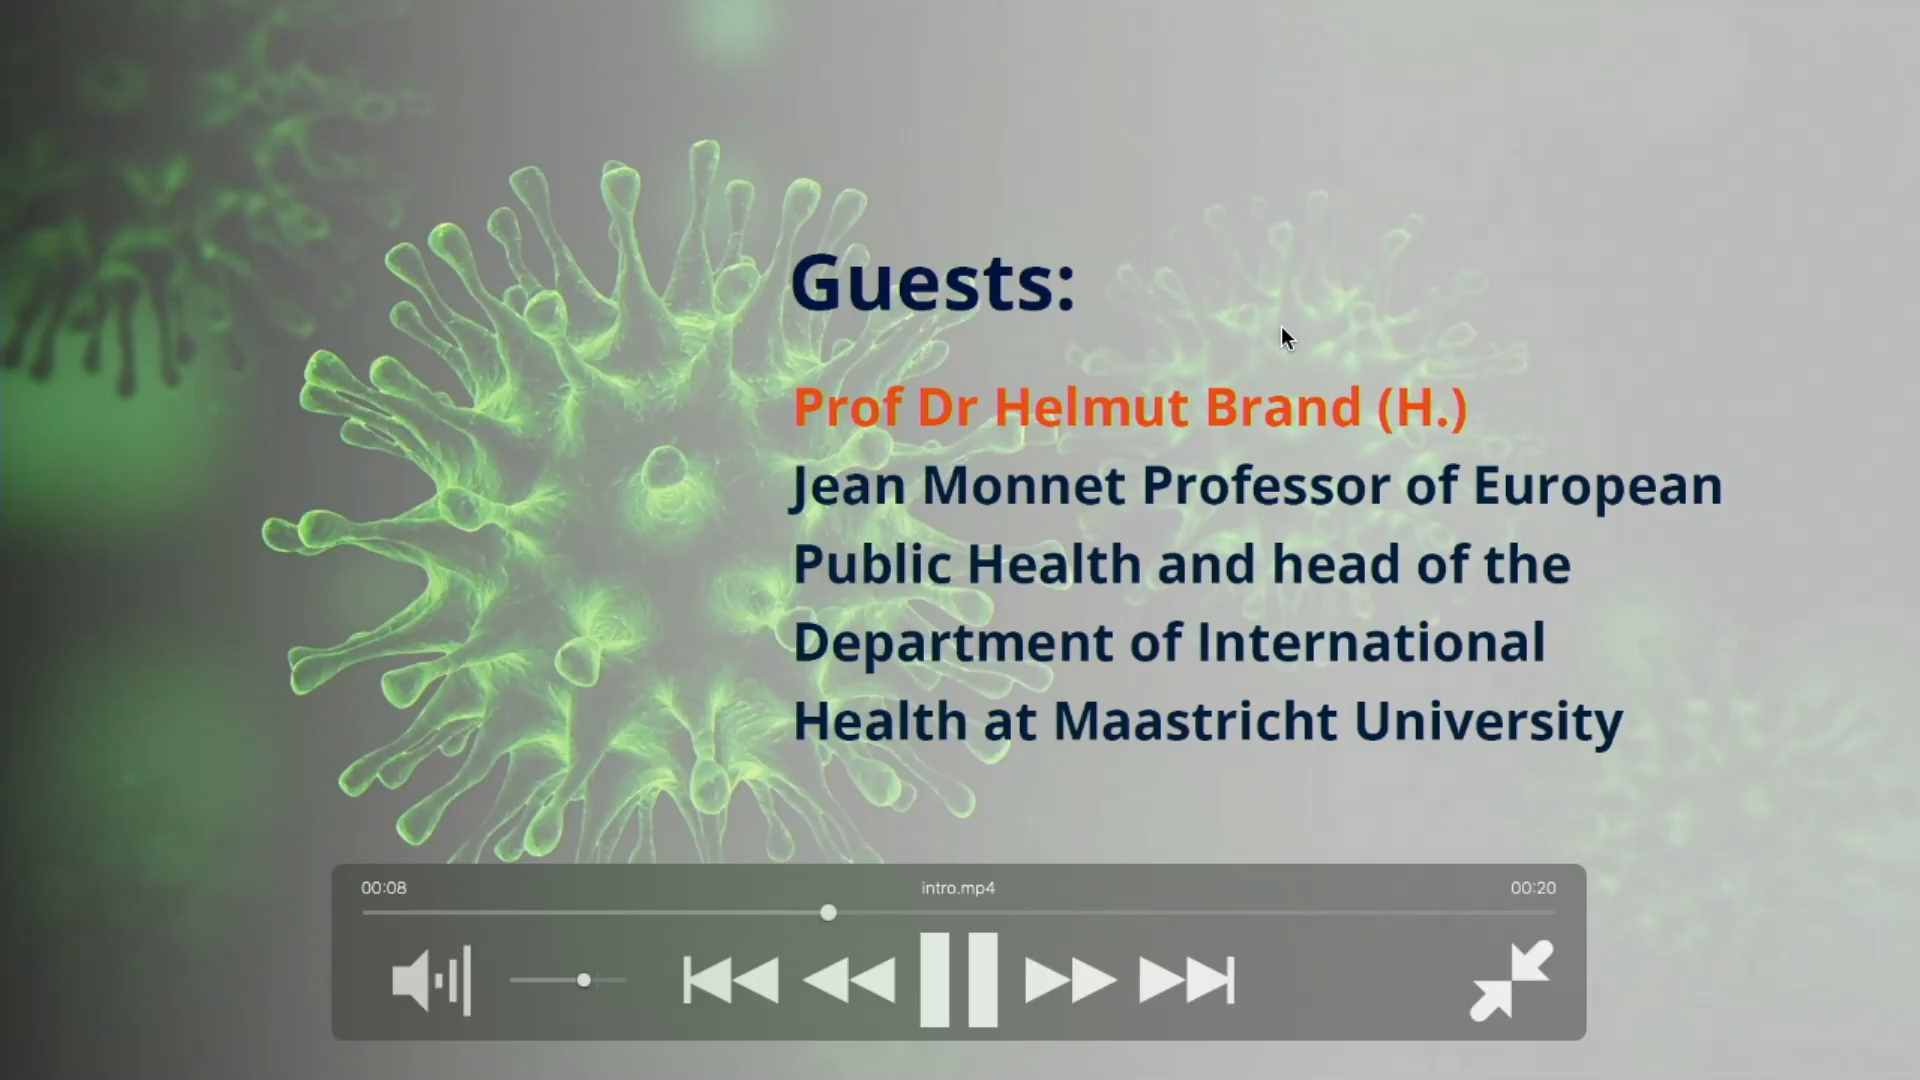 Guests:
Prof Dr Helmut Brand (H.)
Jean Monnet Professor of European
Public Health and head of the
Department of International
Health at Maastricht University
00:08 intro.mp4 00:20